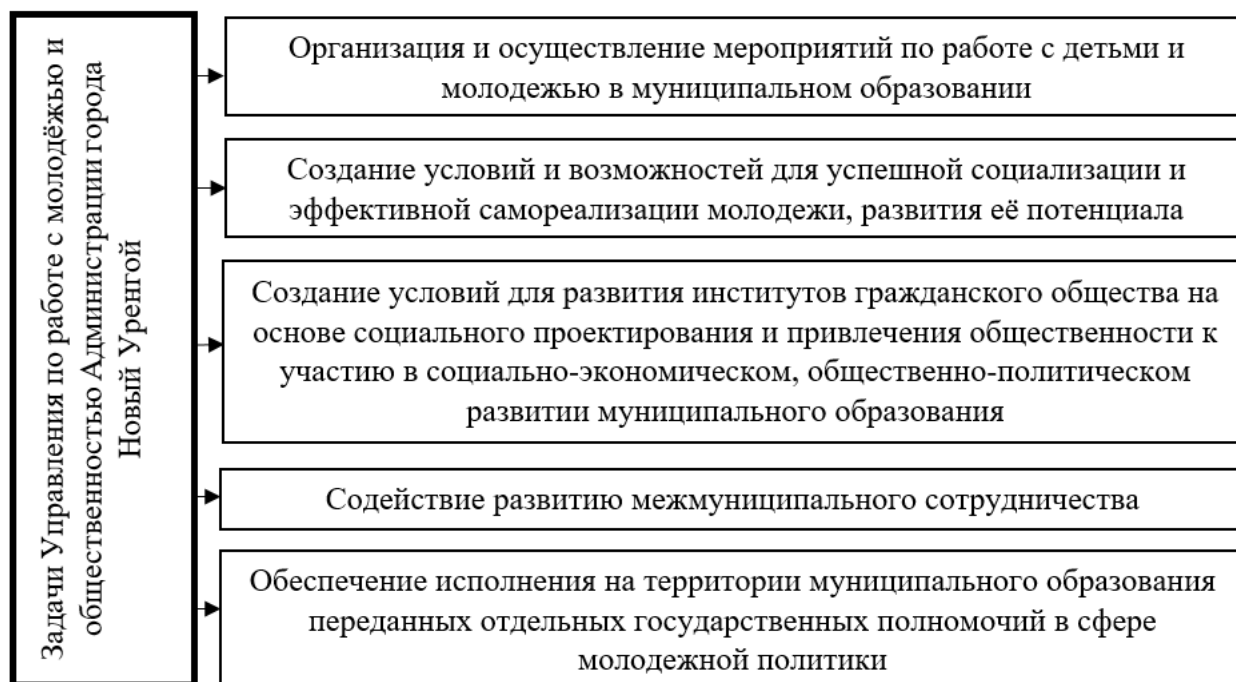 Задачи Управления по работе с молодёжью и
общественностью Администрации города
Новый Уренгой
Организация и осуществление мероприятий по работе с детьми и
молодежью в муниципальном образовании
Создание условий и возможностей для успешной социализации и
эффективной самореализации молодежи, развития её потенциала
Создание условий для развития институтов гражданского общества на
основе социального проектирования и привлечения общественности к
участию в социально-экономическом, общественно-политическом
развитии муниципального образования
Содействие развитию межмуниципального сотрудничества
Обеспечение исполнения на территории муниципального образования
переданных отдельных государственных полномочий в сфере
молодежной политики